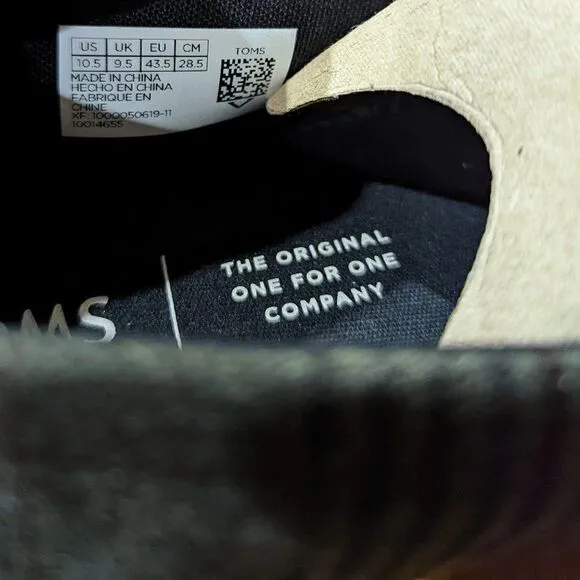 US UK EU CM
10.5 9.5 43.5 28.5
TOMS
MADE IN CHINA
HECHO EN CHINA
FABRIQUE EN
CHINE
XF: 1000050619-11
10014655
MS
THE ORIGINAL
ONE FOR ONE
COMPANY